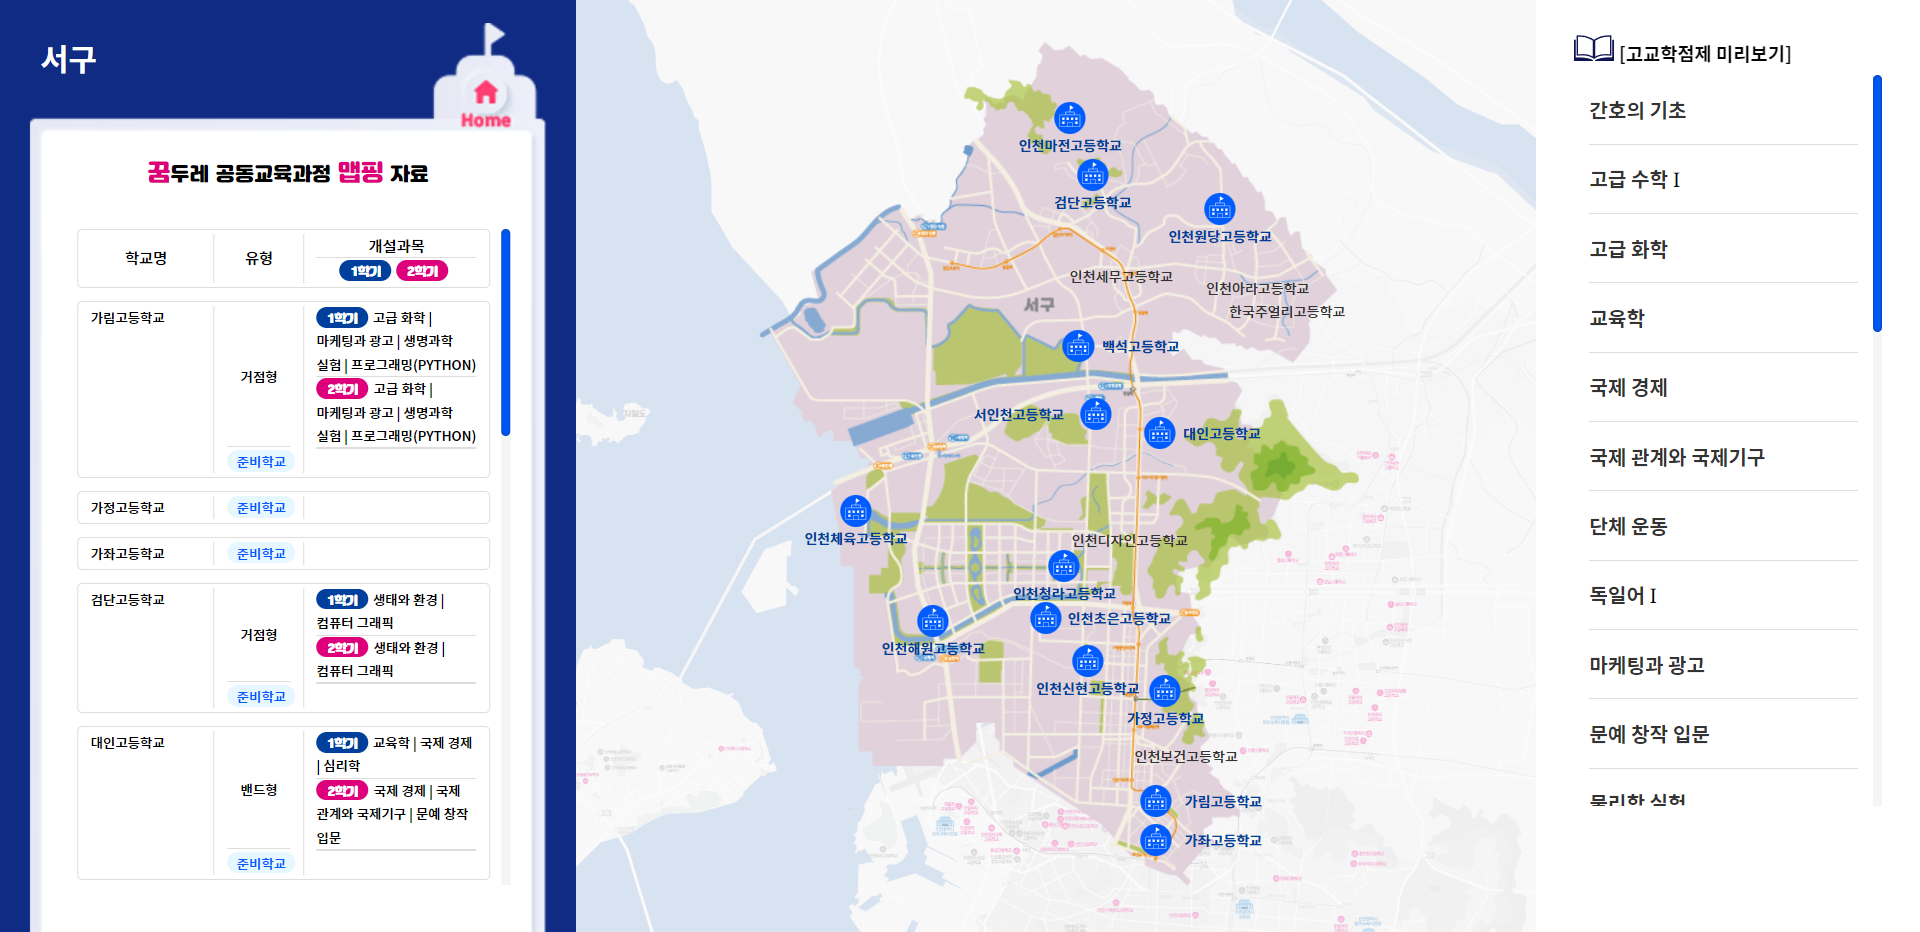 서구
Home
꿈두레 공동교육과정 맵핑 자료
학교명
유형
개설과목
1학기 2학기
가림고등학교
거점형
준비학교
1학기 고급 화학 |
마케팅과 광고 | 생명과학
실험 | 프로그래밍(PYTHON)
2학기 고급 화학 |
마케팅과 광고 | 생명과학
실험 | 프로그래밍(PYTHON)
가정고등학교
준비학교
가좌고등학교
준비학교
검단고등학교
거점형
준비학교
1학기 생태와 환경 |
컴퓨터 그래픽
2학기 생태와 환경 |
컴퓨터 그래픽
대인고등학교
밴드형
준비학교
1학기 교육학 | 국제 경제
| 심리학
2학기 국제 경제 | 국제
관계와 국제기구 | 문예 창작
입문
인천마전고등학교
검단고등학교
인천원당고등학교
인천세무고등학교
인천아라고등학교
서구
한국주얼리고등학교
백석고등학교
서인천고등학교
대인고등학교
인천체육고등학교
인천디자인고등학교
인천청라고등학교
인천초은고등학교
인천해원고등학교
인천신현고등학교
가정고등학교
인천보건고등학교
가림고등학교
가좌고등학교
[고교학점제 미리보기]
간호의 기초
고급 수학 I
고급 화학
교육학
국제 경제
국제 관계와 국제기구
단체 운동
독일어 I
마케팅과 광고
문예 창작 입문
물리학 실험